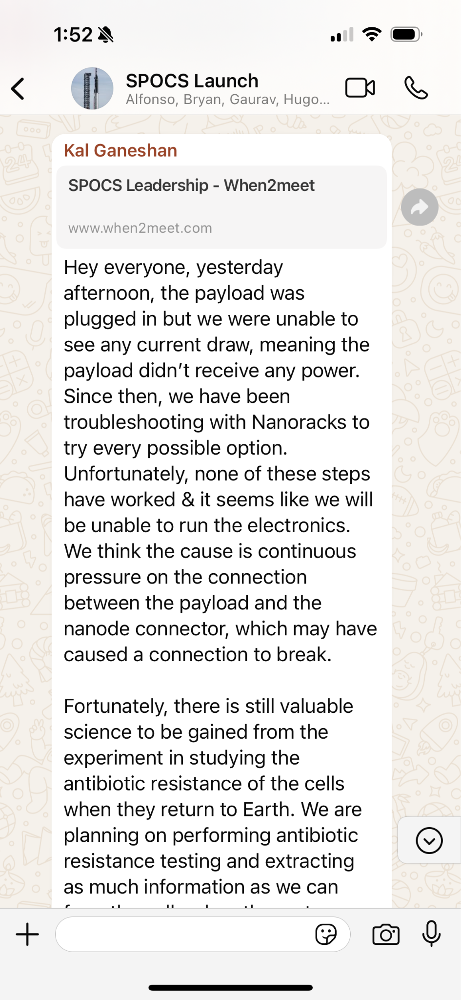 1:52
SPOCS Launch
Alfonso, Bryan, Gaurav, Hugo...
Kal Ganeshan
SPOCS Leadership - When2meet
www.when2meet.com
Hey everyone, yesterday
afternoon, the payload was
plugged in but we were unable to
see any current draw, meaning the
payload didn’t receive any power.
Since then, we have been
troubleshooting with Nanoracks to
try every possible option.
Unfortunately, none of these steps
have worked & it seems like we will
be unable to run the electronics.
We think the cause is continuous
pressure on the connection
between the payload and the
nanode connector, which may have
caused a connection to break.
Fortunately, there is still valuable
science to be gained from the
experiment in studying the
antibiotic resistance of the cells
when they return to Earth. We are
planning on performing antibiotic
resistance testing and extracting
as much information as we can